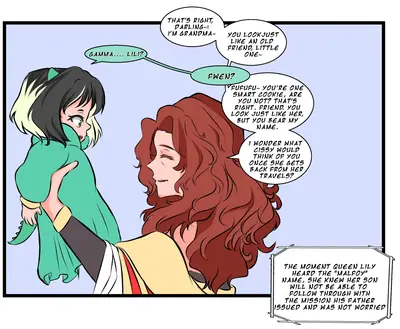 THAT'S RIGHT,
DARLING~!
I'M GRANDMA~
YOU LOOKJUST
LIKE AN OLD
FRIEND, LITTLE
ONE~
GAMMA.... LILI?
FWEN?
FUFUFU~ YOU'RE ONE
SMART COOKIE, ARE
YOU NOT? THAT'S
RIGHT, FRIEND. YOU
LOOK JUST LIKE HER,
BUT YOU BEAR MY
NAME.
I WONDER WHAT
CISSY WOULD
THINK OF YOU
ONCE SHE GETS
BACK FROM HER
TRAVELS?
THE MOMENT QUEEN LILY
HEARD THE "MALFOY"
NAME, SHE KNEW HER SON
WILL NOT BE ABLE TO
FOLLOW THROUGH WITH
THE MISSION HIS FATHER
ISSUED AND WAS NOT WORRIED